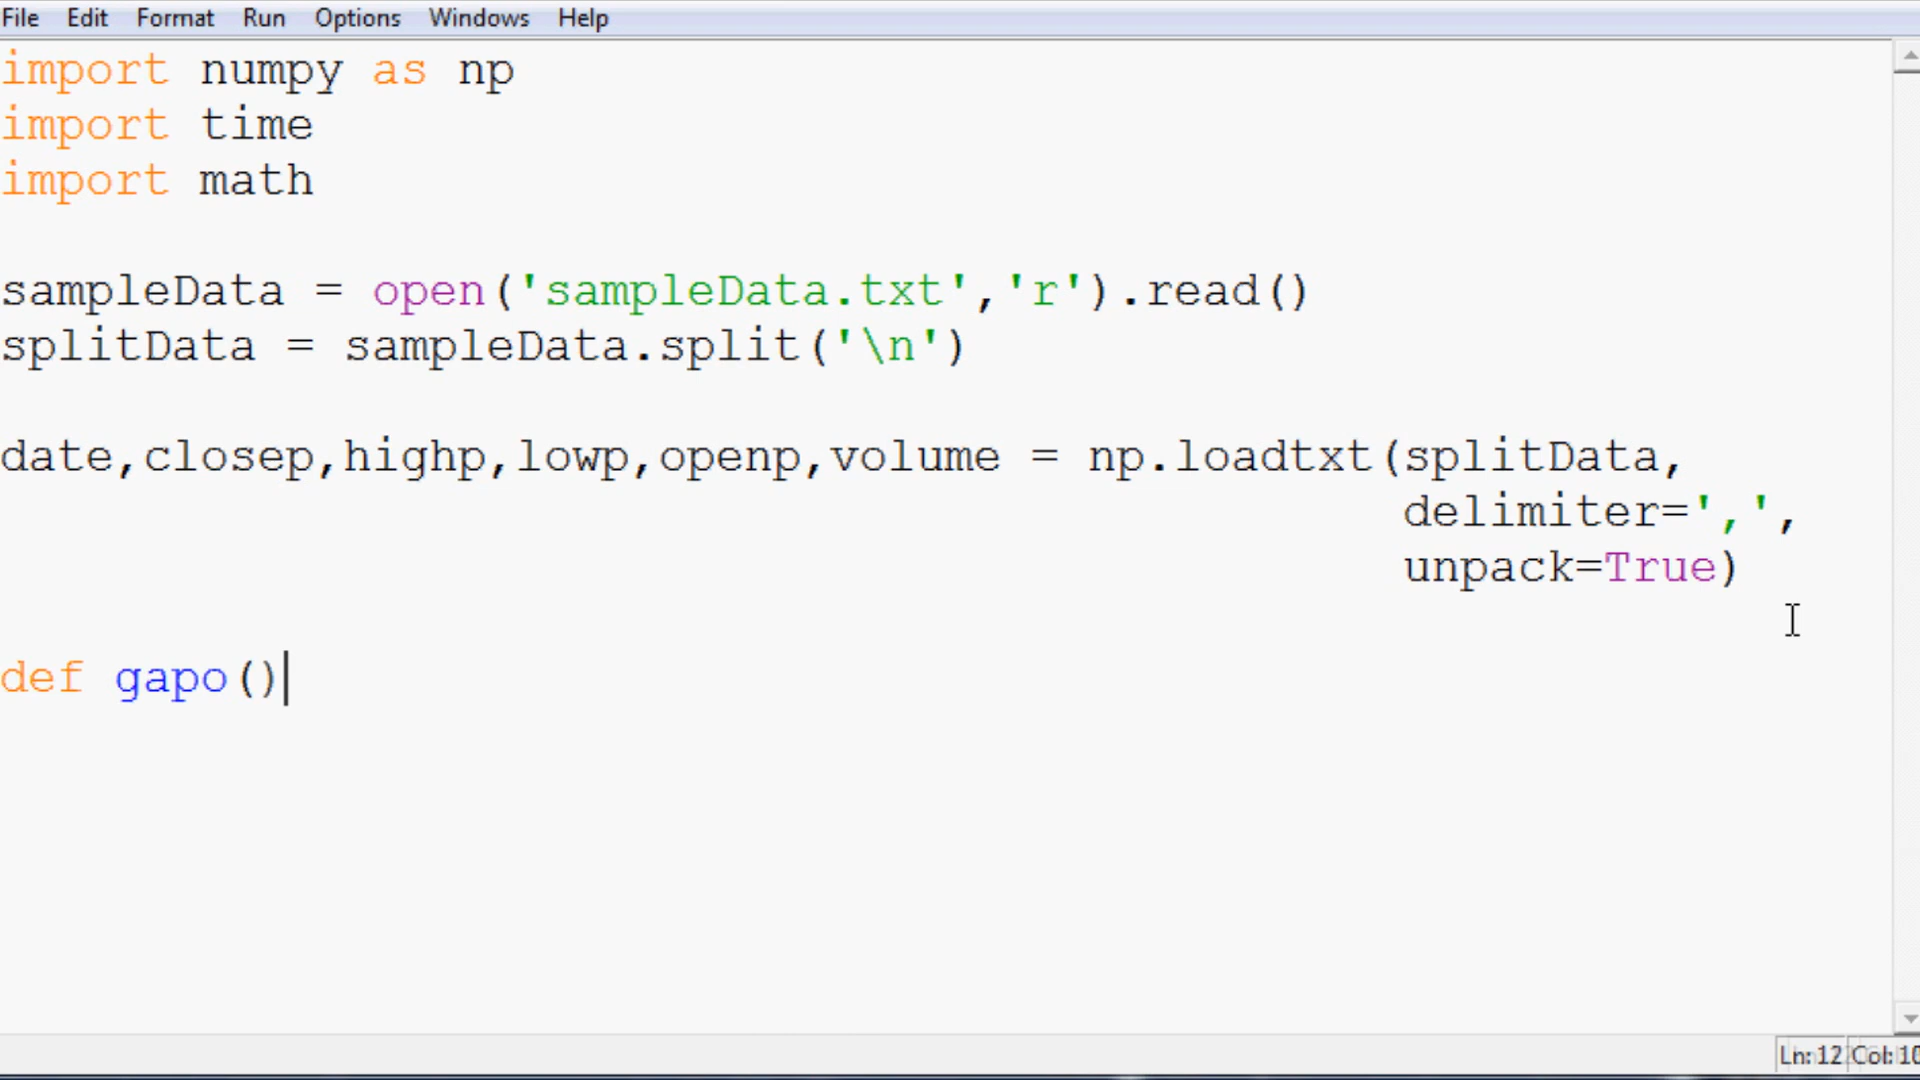 File Edit Format Run Options Windows Help
import numpy as np
import time
import math
sampleData = open('sampleData.txt','r').read()
splitData = sampleData.split('\n')
date,closep,highp,lowp,openp,volume = np.loadtxt(splitData,
delimiter=',',
unpack=True)
def gapo()
Ln: 12 Col: 10